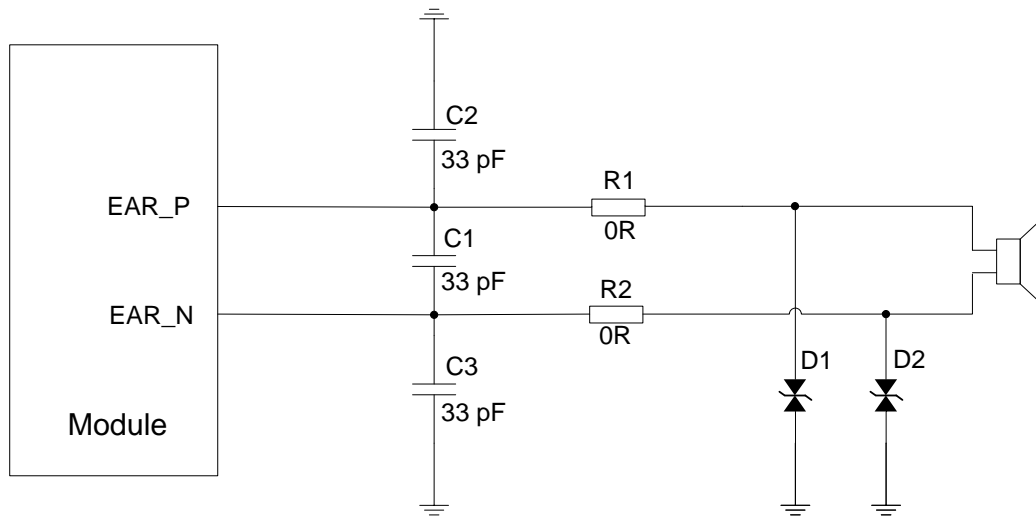 C2
33 pF
R1
EAR_P
0R
C1
33 pF
R2
EAR_N
0R
D1
D2
C3
33 pF
Module